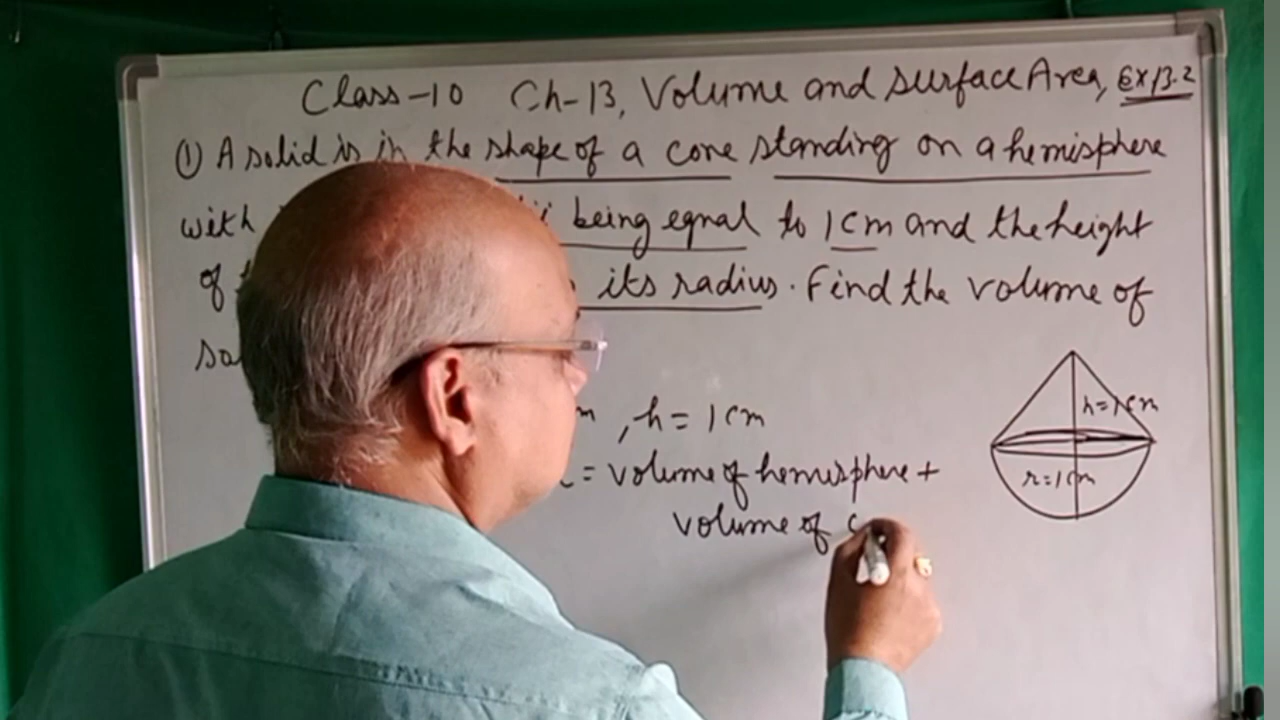 Class-10 Ch-13, Volume and surface Area, Ex 13.2
① A solid is in the shape of a cone standing on a hemisphere
with being equal to 1cm and the height
of its radius. Find the volume of
, h = 1cm
= volume of hemisphere +
volume of c
h=1cm
r=1cm